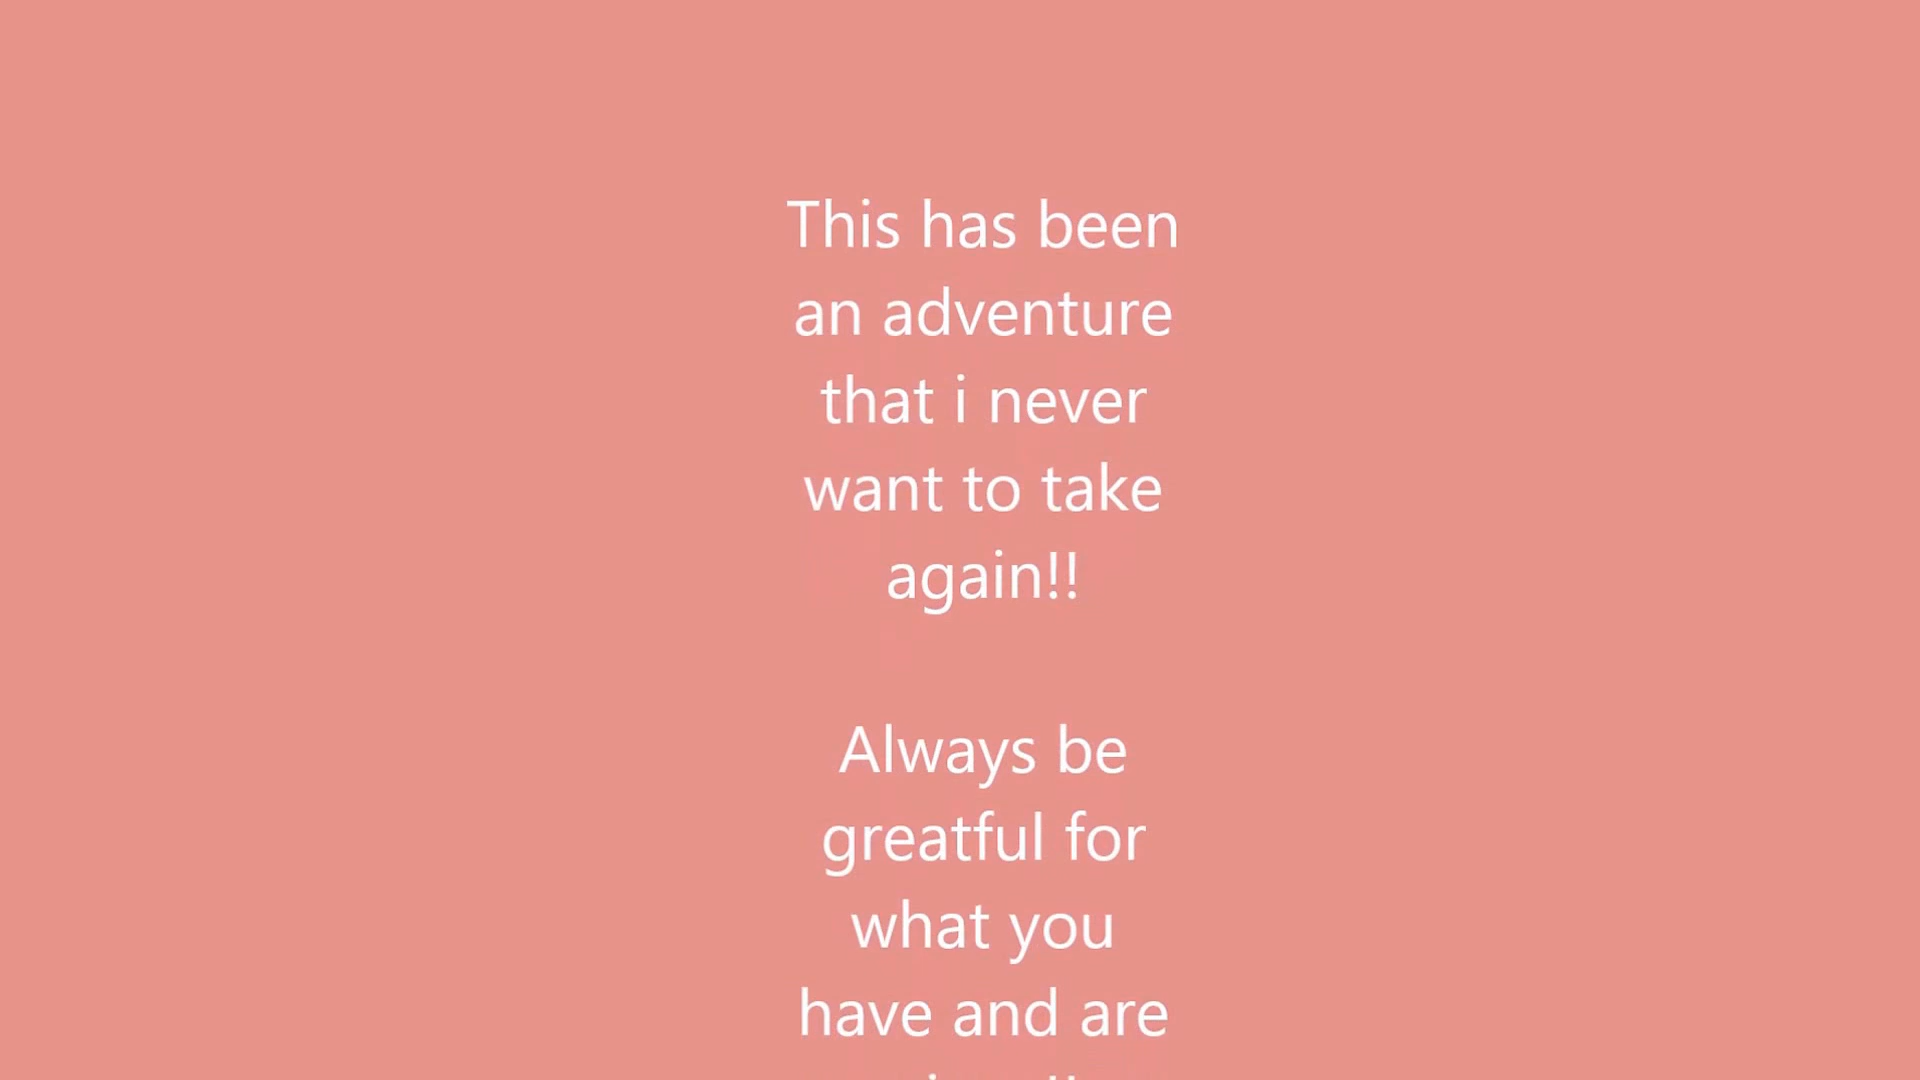 This has been
an adventure
that i never
want to take
again!!
Always be
greatful for
what you
have and are